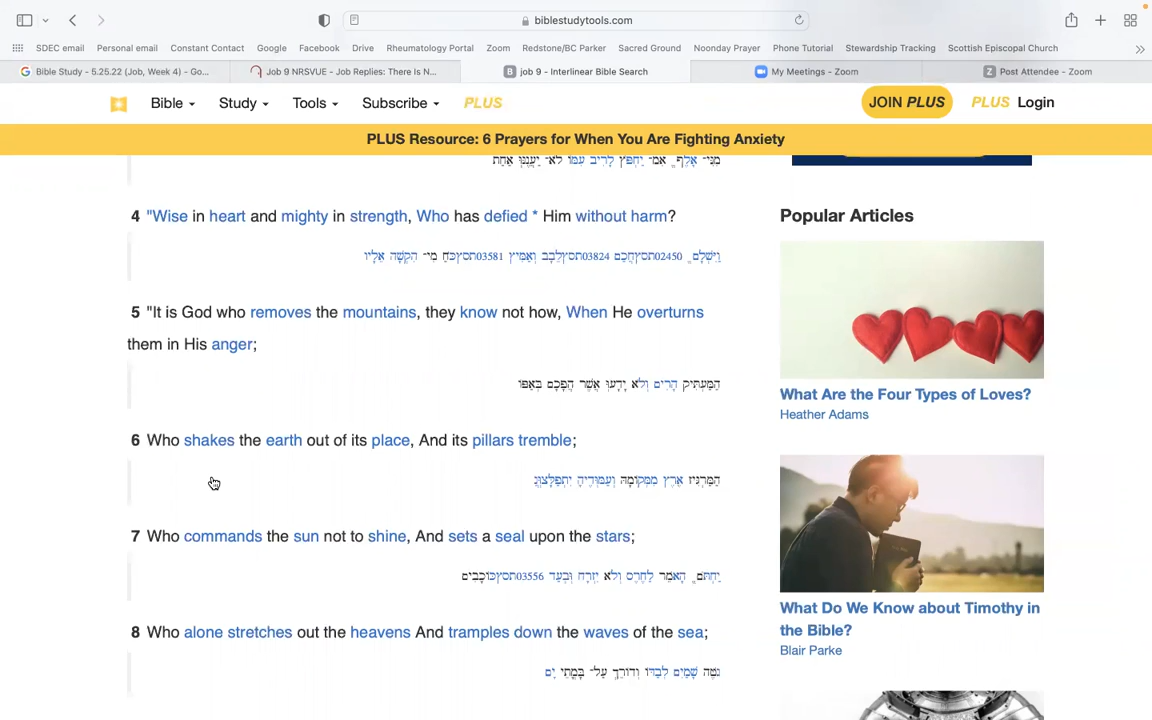 biblestudytools.com
SDEC email Personal email Constant Contact Google Facebook Drive Rheumatology Portal Zoom Redstone/BC Parker Sacred Ground Noonday Prayer Phone Tutorial Stewardship Tracking Scottish Episcopal Church
Bible Study - 5.25.22 (Job, Week 4) - Go... Job 9 NRSVUE - Job Replies: There Is N... job 9 - Interlinear Bible Search My Meetings - Zoom Post Attendee - Zoom
Bible Study Tools Subscribe PLUS JOIN PLUS PLUS Login
PLUS Resource: 6 Prayers for When You Are Fighting Anxiety
4 "Wise in heart and mighty in strength, Who has defied * Him without harm?
5 "It is God who removes the mountains, they know not how, When He overturns
them in His anger;
הַמַּעְתִּיק הָרִים וְלֹא יָדָעוּ אֲשֶׁר הֲפָכָם בְּאַפּוֹ
6 Who shakes the earth out of its place, And its pillars tremble;
7 Who commands the sun not to shine, And sets a seal upon the stars;
8 Who alone stretches out the heavens And tramples down the waves of the sea;
נֹטֶה שָׁמַיִם לְבַדּוֹ וְדוֹרֵךְ עַל־ בָּמֳתֵי יָם
Popular Articles
What Are the Four Types of Loves?
Heather Adams
What Do We Know about Timothy in
the Bible?
Blair Parke